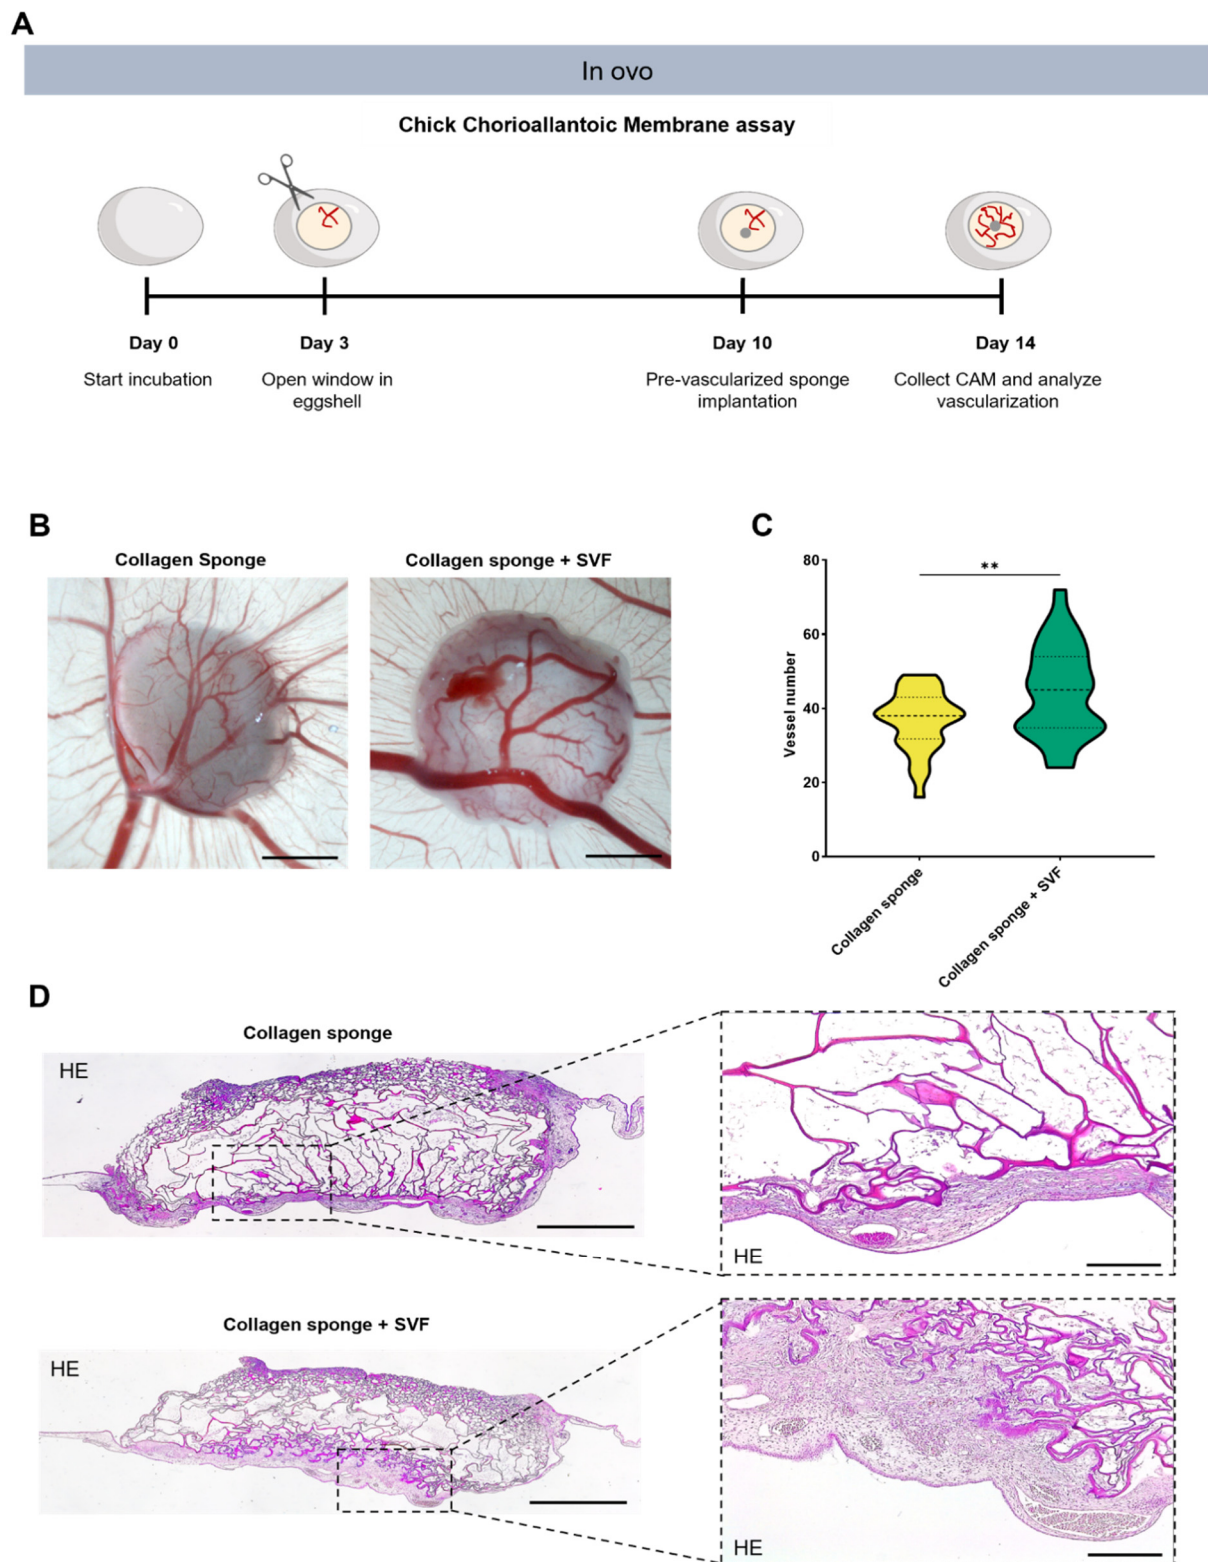 A
In ovo
Chick Chorioallantoic Membrane assay
Day 0
Day 3
Day 10
Day 14
Start incubation
Open window in
eggshell
Pre-vascularized sponge
implantation
Collect CAM and analyze
vascularization
B
Collagen Sponge
Collagen sponge + SVF
C
80
60
40
20
0
Vessel number
**
Collagen sponge
Collagen sponge + SVF
D
Collagen sponge
HE
HE
Collagen sponge + SVF
HE
HE